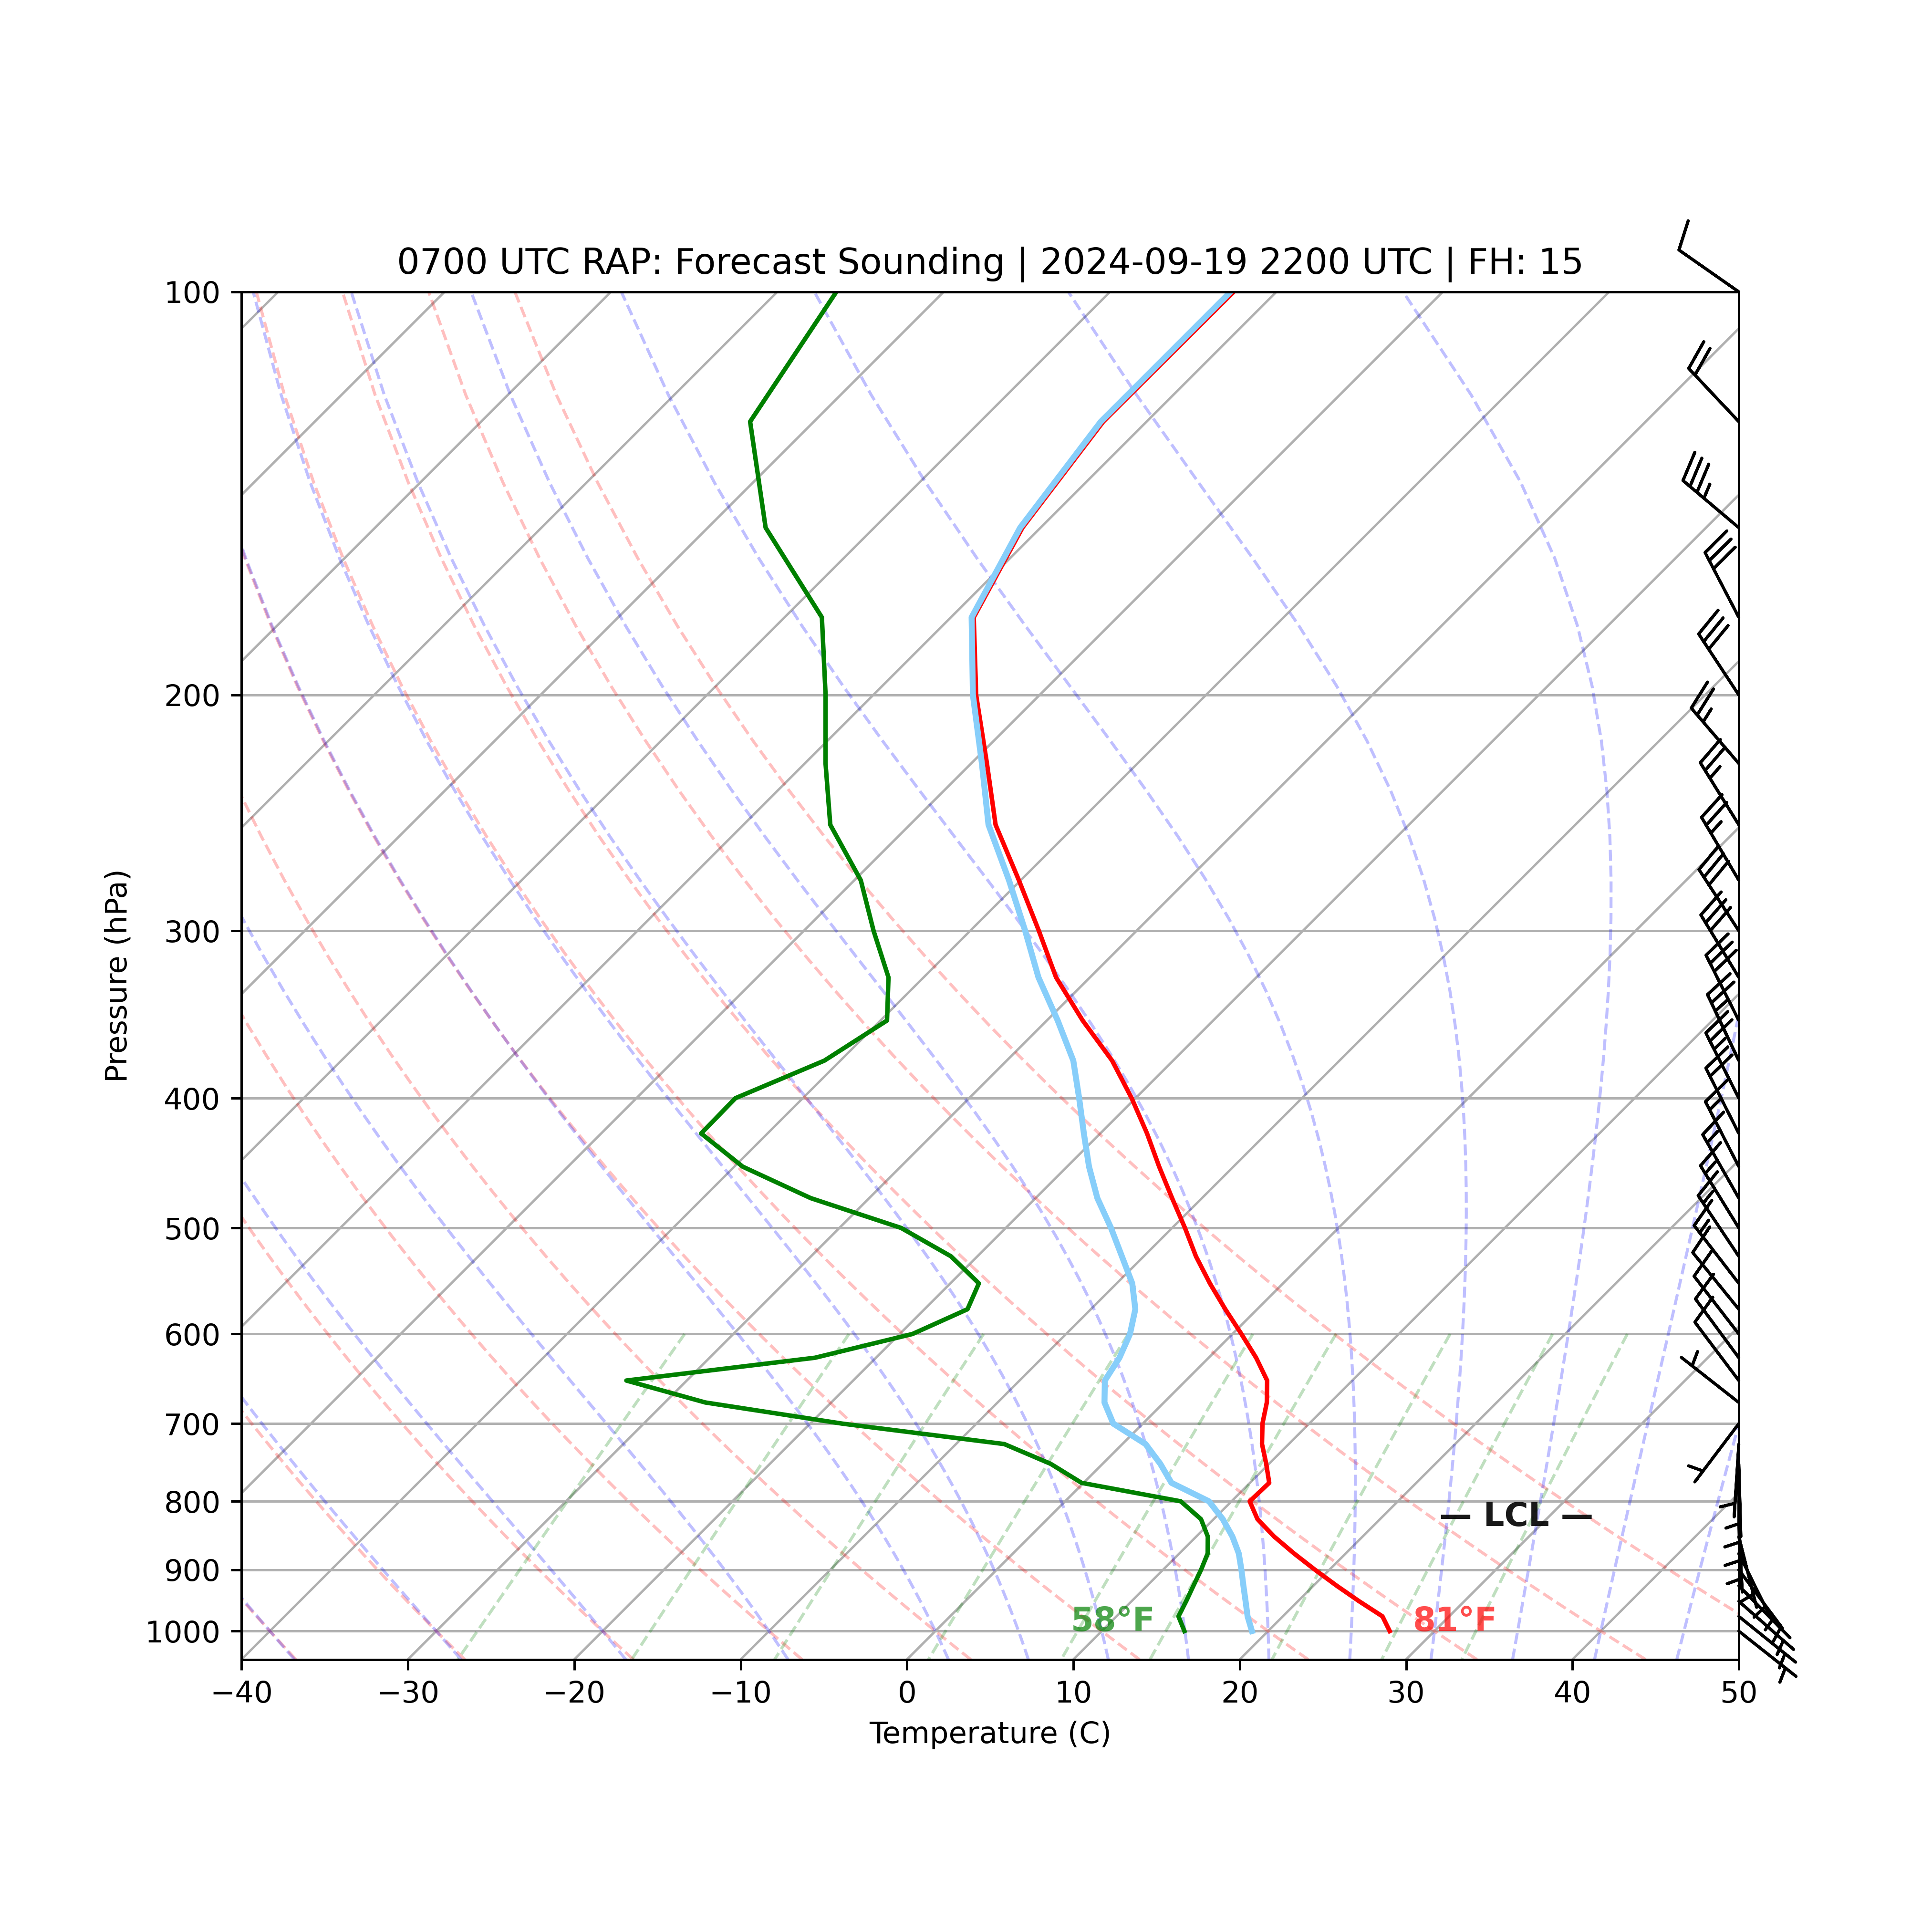 0700 UTC RAP: Forecast Sounding | 2024-09-19 2200 UTC | FH: 15
100
200
300
400
500
600
700
800
900
1000
Pressure (hPa)
— LCL —
58°F
81°F
−40 −30 −20 −10 0 10 20 30 40 50
Temperature (C)